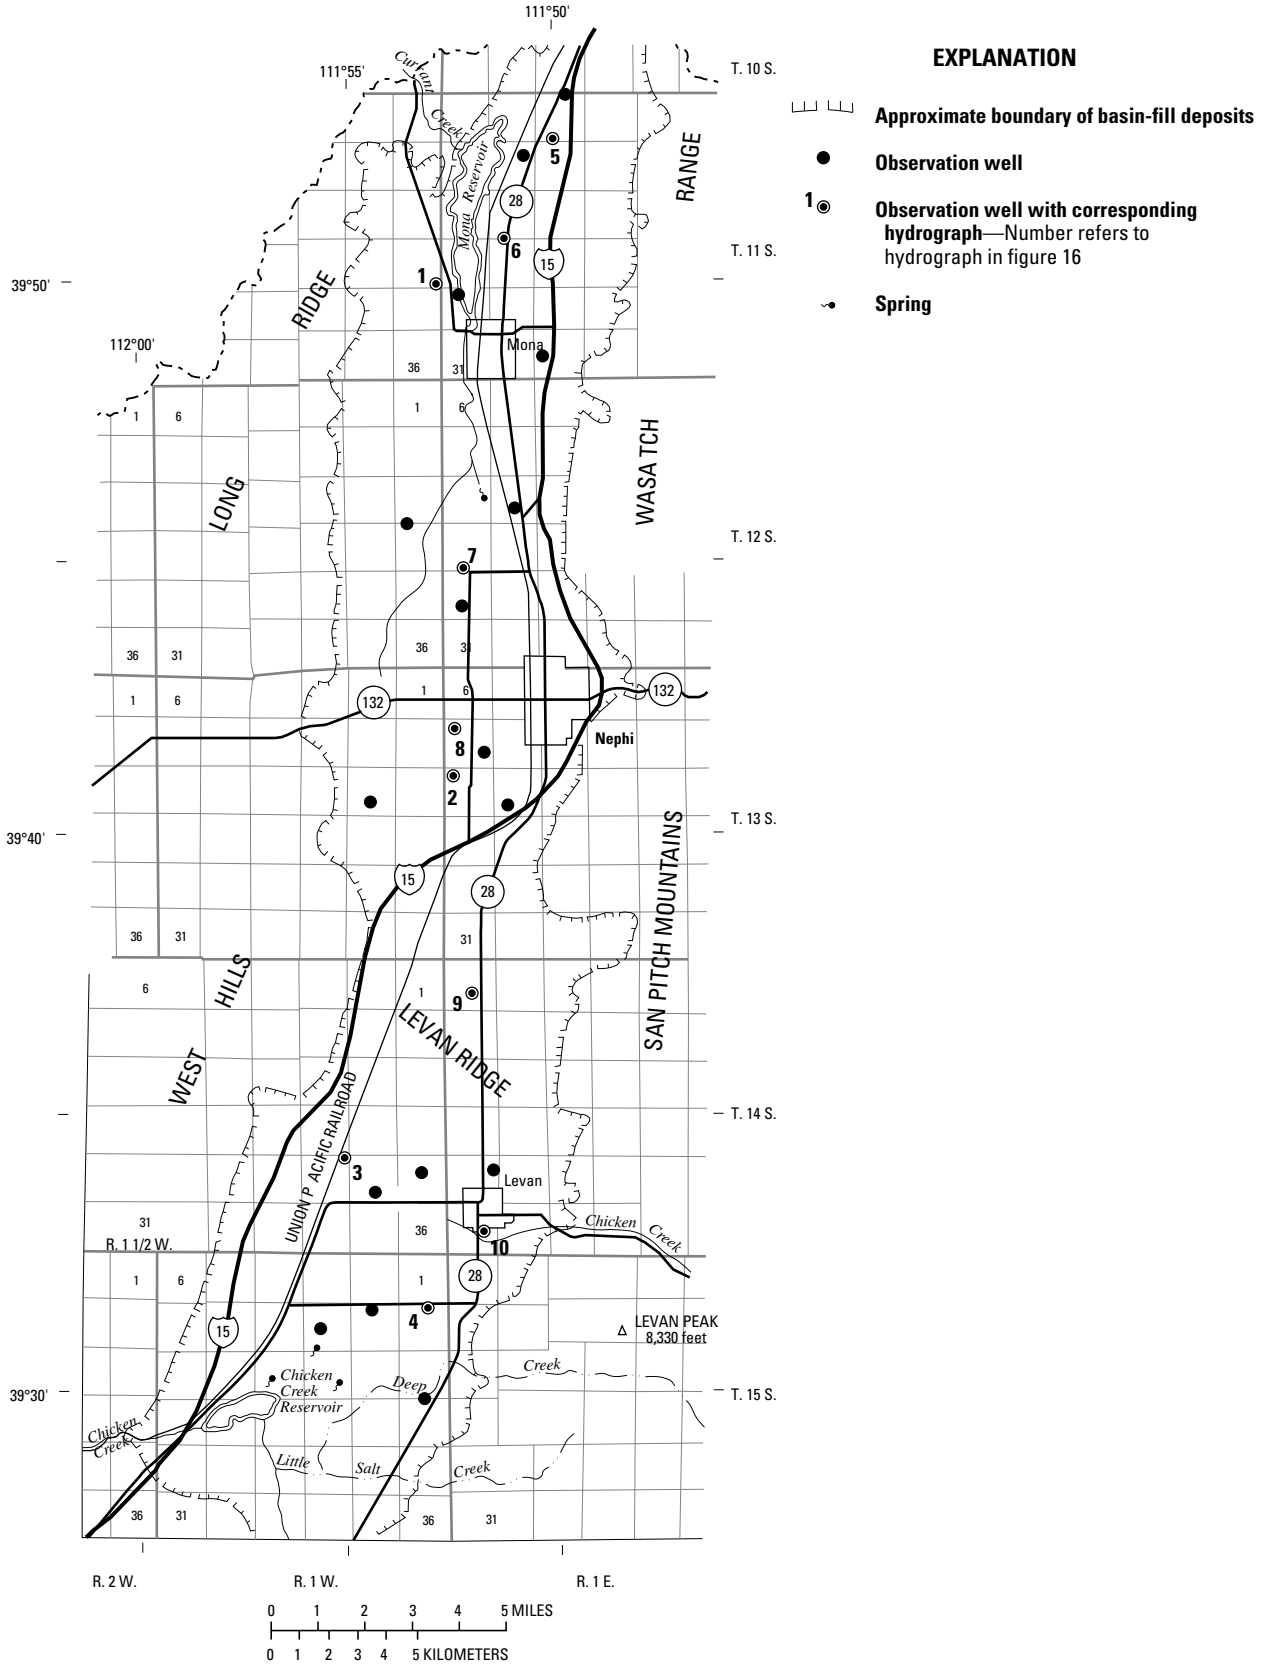 111°50'
EXPLANATION
T. 10 S.
111°55'
Currant
Creek
Approximate boundary of basin-fill deposits
RANGE
5
Observation well
Mona Reservoir
28
1
Observation well with corresponding
hydrograph—Number refers to
hydrograph in figure 16
6
T. 11 S.
15
1
39°50'
RIDGE
Spring
112°00'
Mona
36
31
1
6
1
6
LONG
WASATCH
T. 12 S.
7
36
31
36
31
1
6
1
6
132
132
8
Nephi
2
39°40'
T. 13 S.
15
28
SAN PITCH MOUNTAINS
36
31
31
HILLS
6
1
9
LEVAN RIDGE
WEST
UNION PACIFIC RAILROAD
T. 14 S.
3
Levan
31
36
Chicken
Creek
R. 1 1/2 W.
10
1
6
1
28
4
15
LEVAN PEAK
8,330 feet
Creek
Chicken
Creek
Reservoir
Deep
39°30'
T. 15 S.
Chicken
Creek
Little
Salt
Creek
36
31
36
31
R. 2 W.
R. 1 W.
R. 1 E.
0 1 2 3 4 5 MILES
0 1 2 3 4 5 KILOMETERS